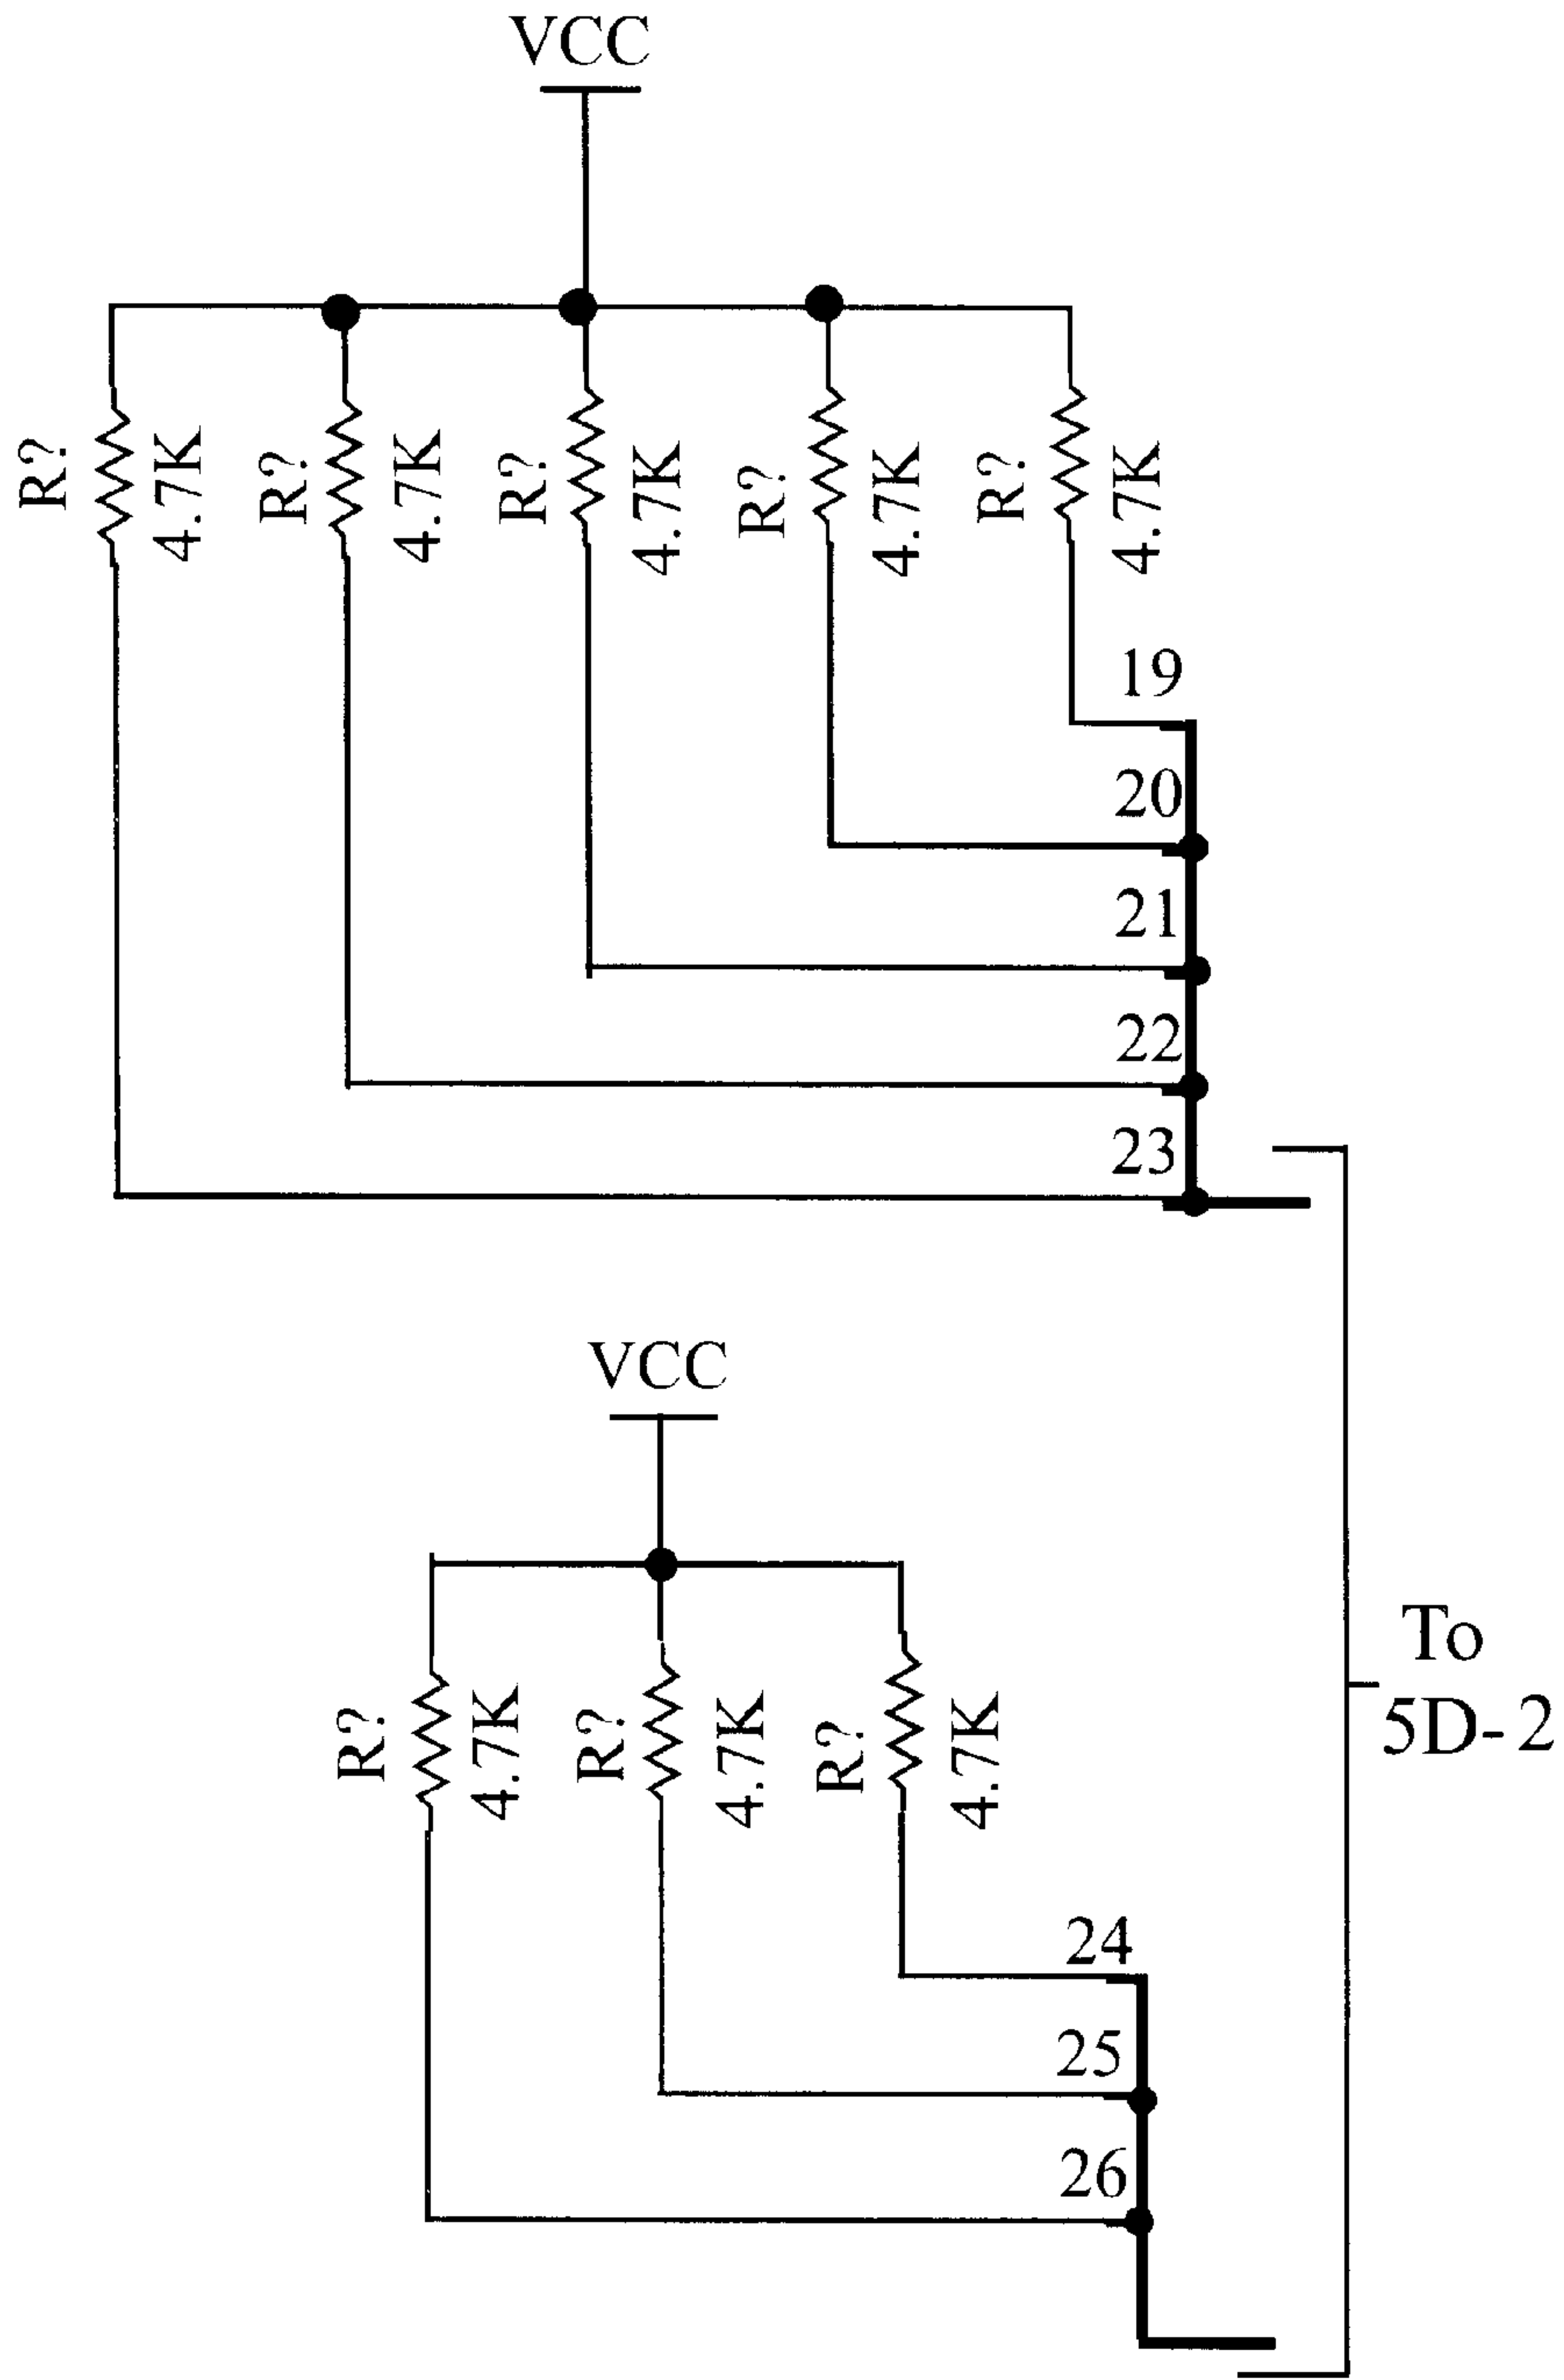 VCC
R? 4.7K R? 4.7K R? 4.7K R? 4.7K R? 4.7K
19
20
21
22
23
VCC
R? 4.7K R? 4.7K R? 4.7K
To
5D-2
24
25
26